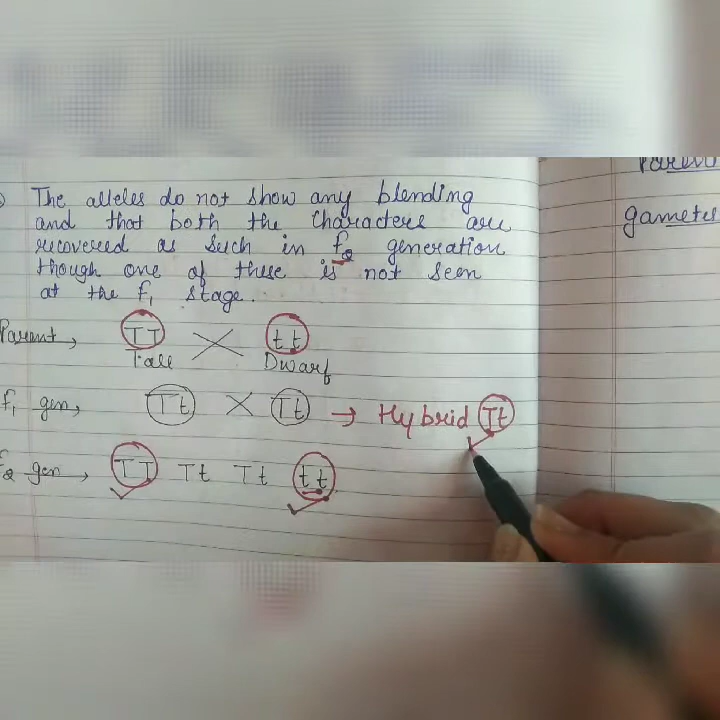 The alleles do not show any blending
and that both the characters are
recovered as such in f2 generation
though one of these is not seen
at the f1 stage.
Parent, TT × tt
Tall Dwarf
f1 gen, Tt × Tt → Hybrid Tt
f2 gen → TT Tt Tt tt
Parent
gametes